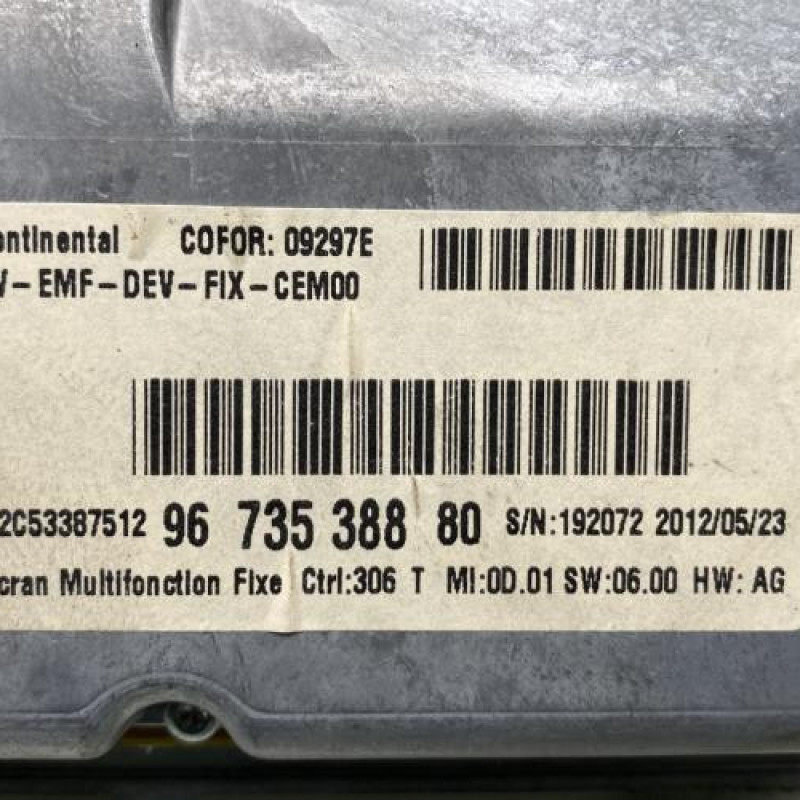 ontinental COFOR: 09297E
V-EMF-DEV-FIX-CEM00
2C53387512 96 735 388 80 S/N:192072 2012/05/23
cran Multifonction Fixe Ctrl:306 T MI:0D.01 SW:06.00 HW: AG